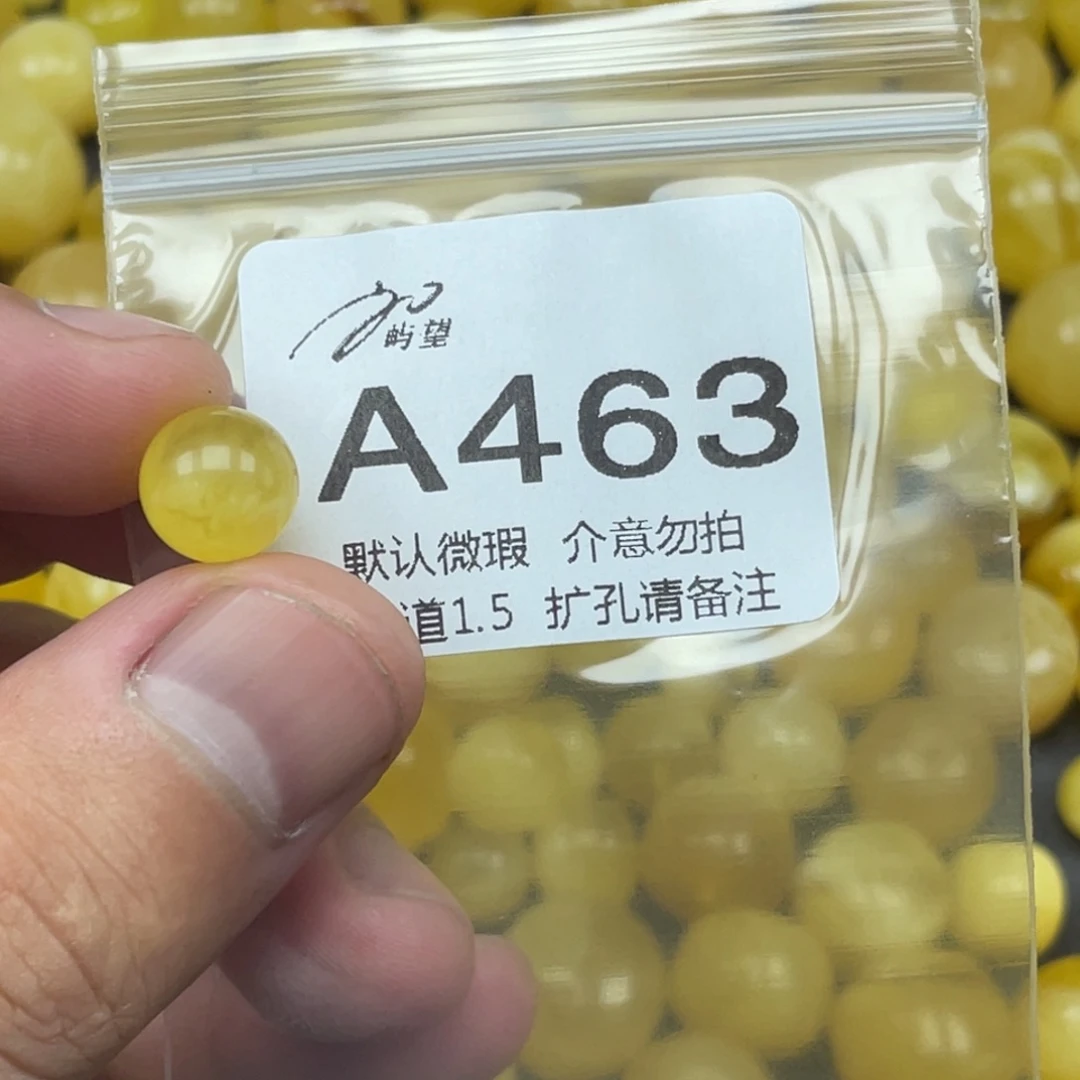 屿望
A463
默认微瑕 介意勿拍
道1.5 扩孔请备注